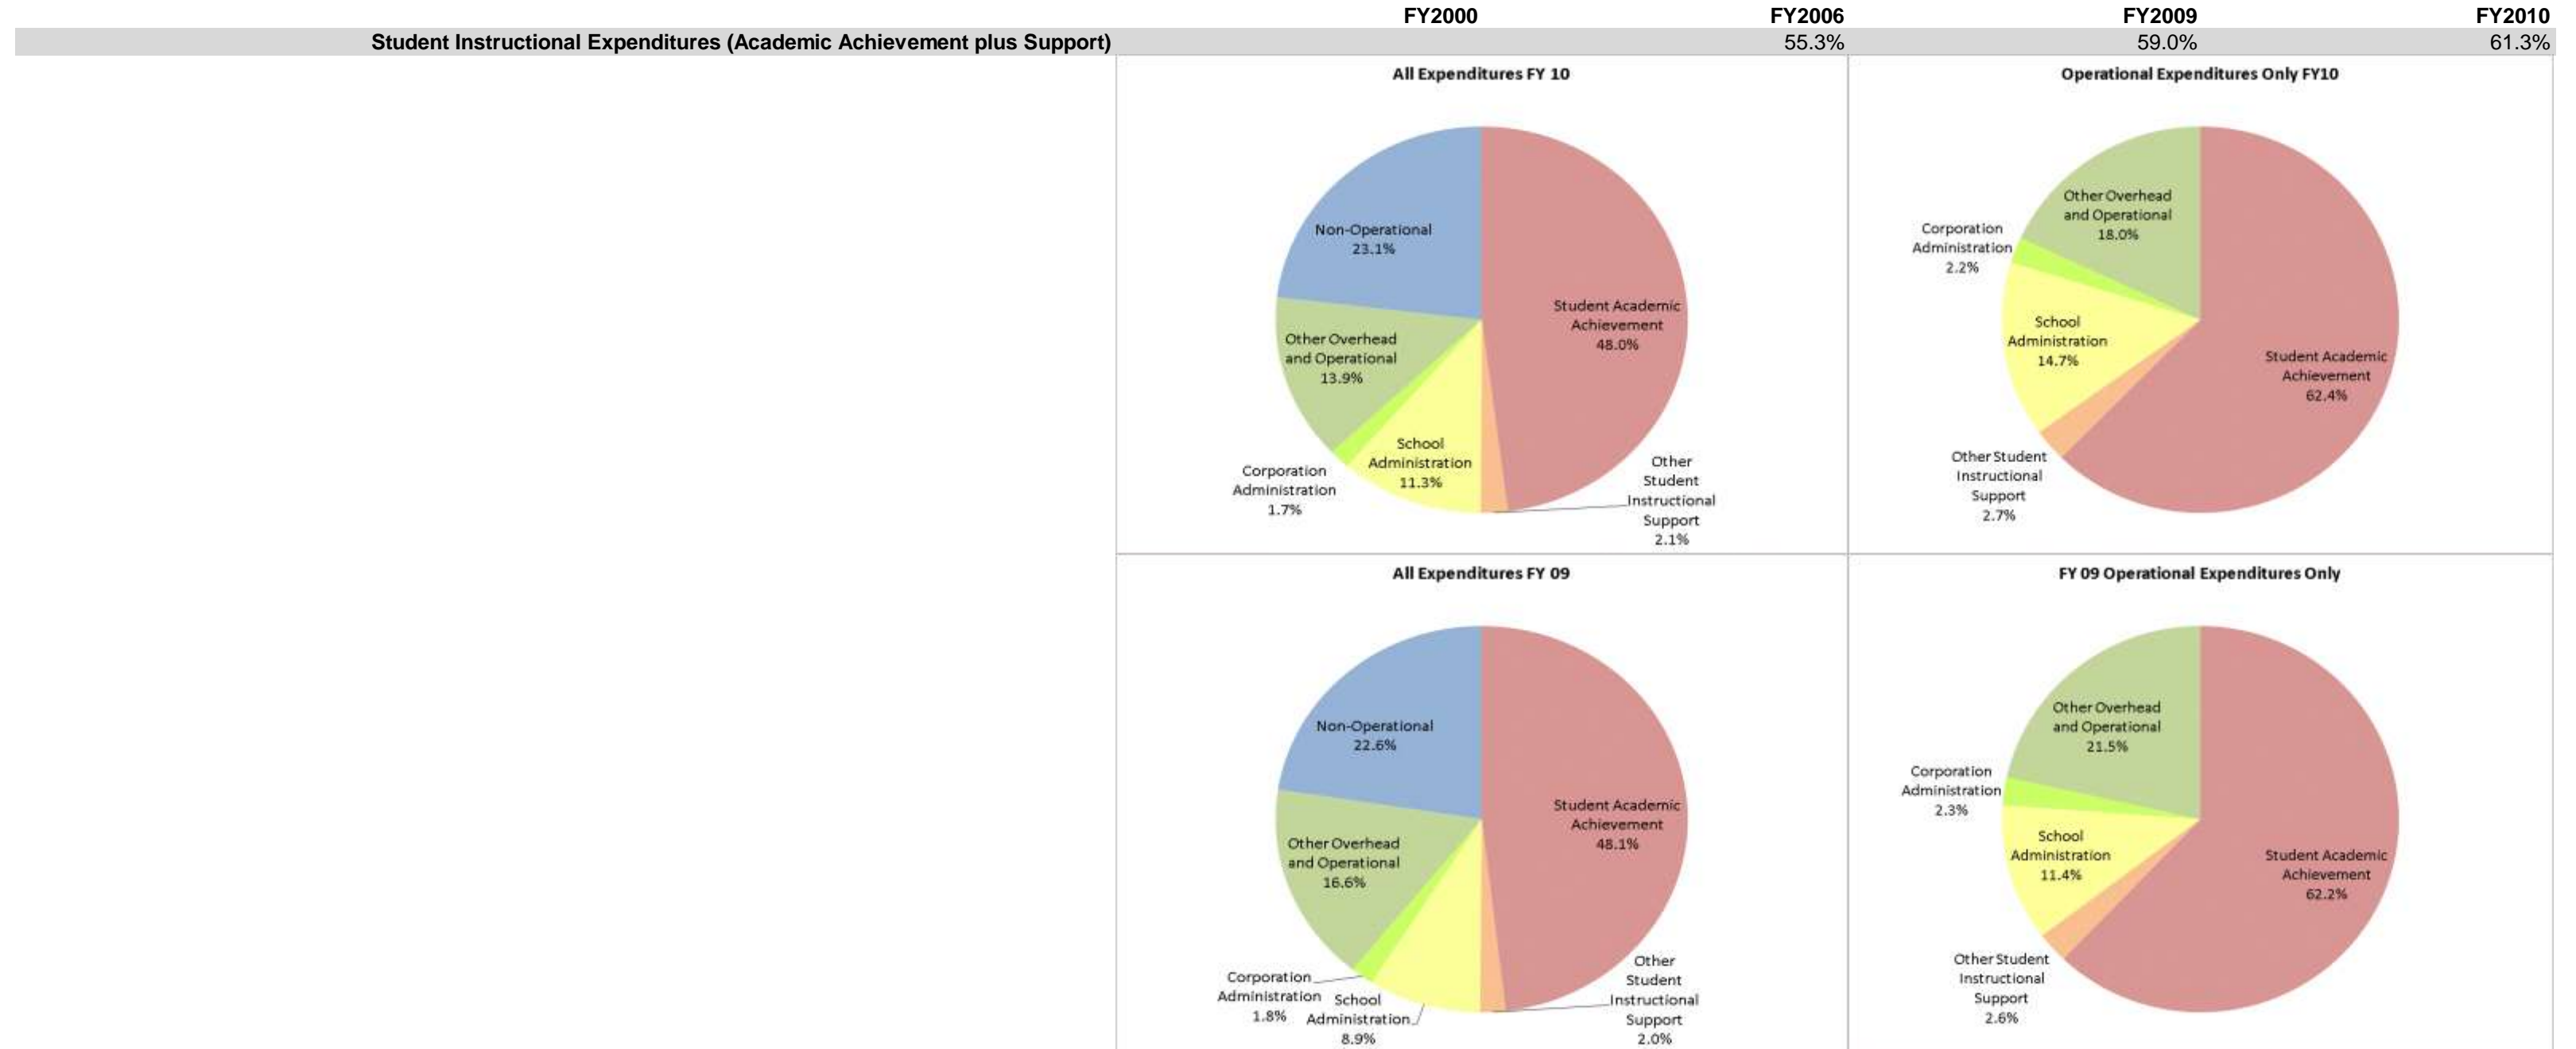 FY2000 FY2006 FY2009 FY2010
Student Instructional Expenditures (Academic Achievement plus Support) 55.3% 59.0% 61.3%
All Expenditures FY 10
Non-Operational
23.1%
Student Academic
Achievement
48.0%
Other Overhead
and Operational
13.9%
School
Administration
11.3%
Corporation
Administration
1.7%
Other
Student
Instructional
Support
2.1%
Operational Expenditures Only FY10
Other Overhead
and Operational
18.0%
Corporation
Administration
2.2%
School
Administration
14.7%
Student Academic
Achievement
62.4%
Other Student
Instructional
Support
2.7%
All Expenditures FY 09
Non-Operational
22.6%
Student Academic
Achievement
48.1%
Other Overhead
and Operational
16.6%
Corporation
Administration
1.8%
School
Administration
8.9%
Other
Student
Instructional
Support
2.0%
FY 09 Operational Expenditures Only
Other Overhead
and Operational
21.5%
Corporation
Administration
2.3%
School
Administration
11.4%
Student Academic
Achievement
62.2%
Other Student
Instructional
Support
2.6%